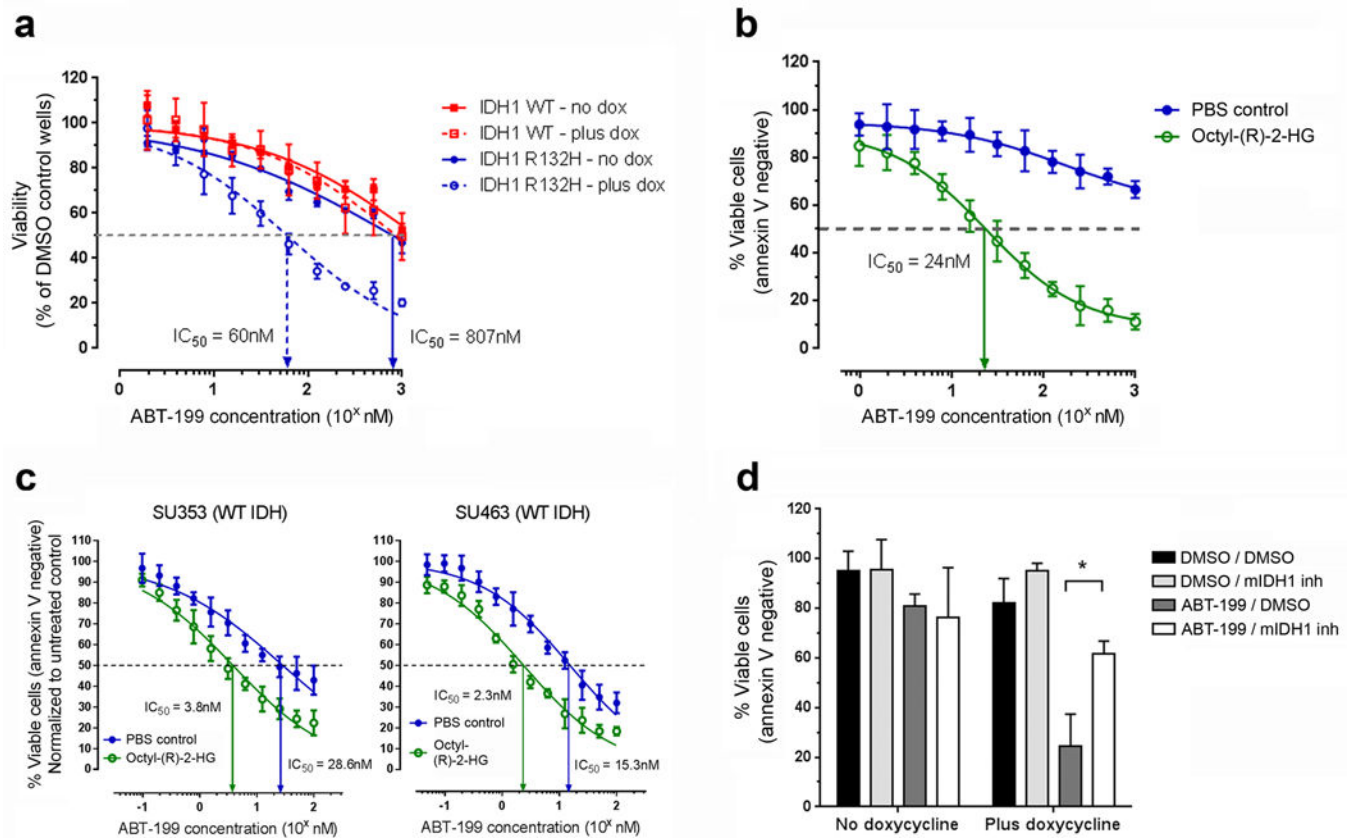 a
120
100
80
60
40
20
0
Viability
(% of DMSO control wells)
IDH1 WT - no dox
IDH1 WT - plus dox
IDH1 R132H - no dox
IDH1 R132H - plus dox
IC50 = 60nM
IC50 = 807nM
0 1 2 3
ABT-199 concentration (10^x nM)
b
120
100
80
60
40
20
0
% Viable cells
(annexin V negative)
PBS control
Octyl-(R)-2-HG
IC50 = 24nM
0 1 2 3
ABT-199 concentration (10^x nM)
c
% Viable cells (annexin V negative)
Normalized to untreated control
SU353 (WT IDH)
110
100
90
80
70
60
50
40
30
20
10
0
IC50 = 3.8nM
PBS control
Octyl-(R)-2-HG
IC50 = 28.6nM
-1 0 1 2
ABT-199 concentration (10^x nM)
SU463 (WT IDH)
110
100
90
80
70
60
50
40
30
20
10
0
IC50 = 2.3nM
PBS control
Octyl-
(R)-2-HG
IC50 = 15.3nM
-1 0 1 2
ABT-199 concentration (10^x nM)
d
120
100
80
60
40
20
0
% Viable cells
(annexin V negative)
*
DMSO / DMSO
DMSO / mIDH1 inh
ABT-199 / DMSO
ABT-199 / mIDH1 inh
No doxycycline Plus doxycycline